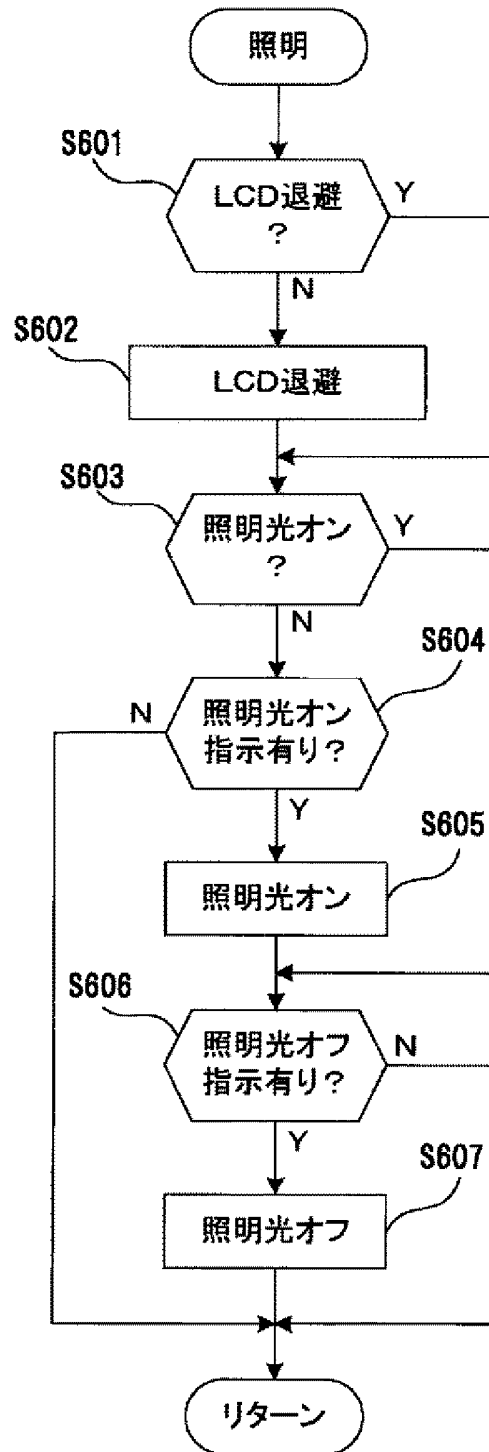 照明
S601
LCD退避
?
Y
N
S602
LCD退避
S603
照明光オン
?
Y
N
S604
照明光オン
指示有り?
N
Y
S605
照明光オン
S606
照明光オフ
指示有り?
N
Y
S607
照明光オフ
リターン